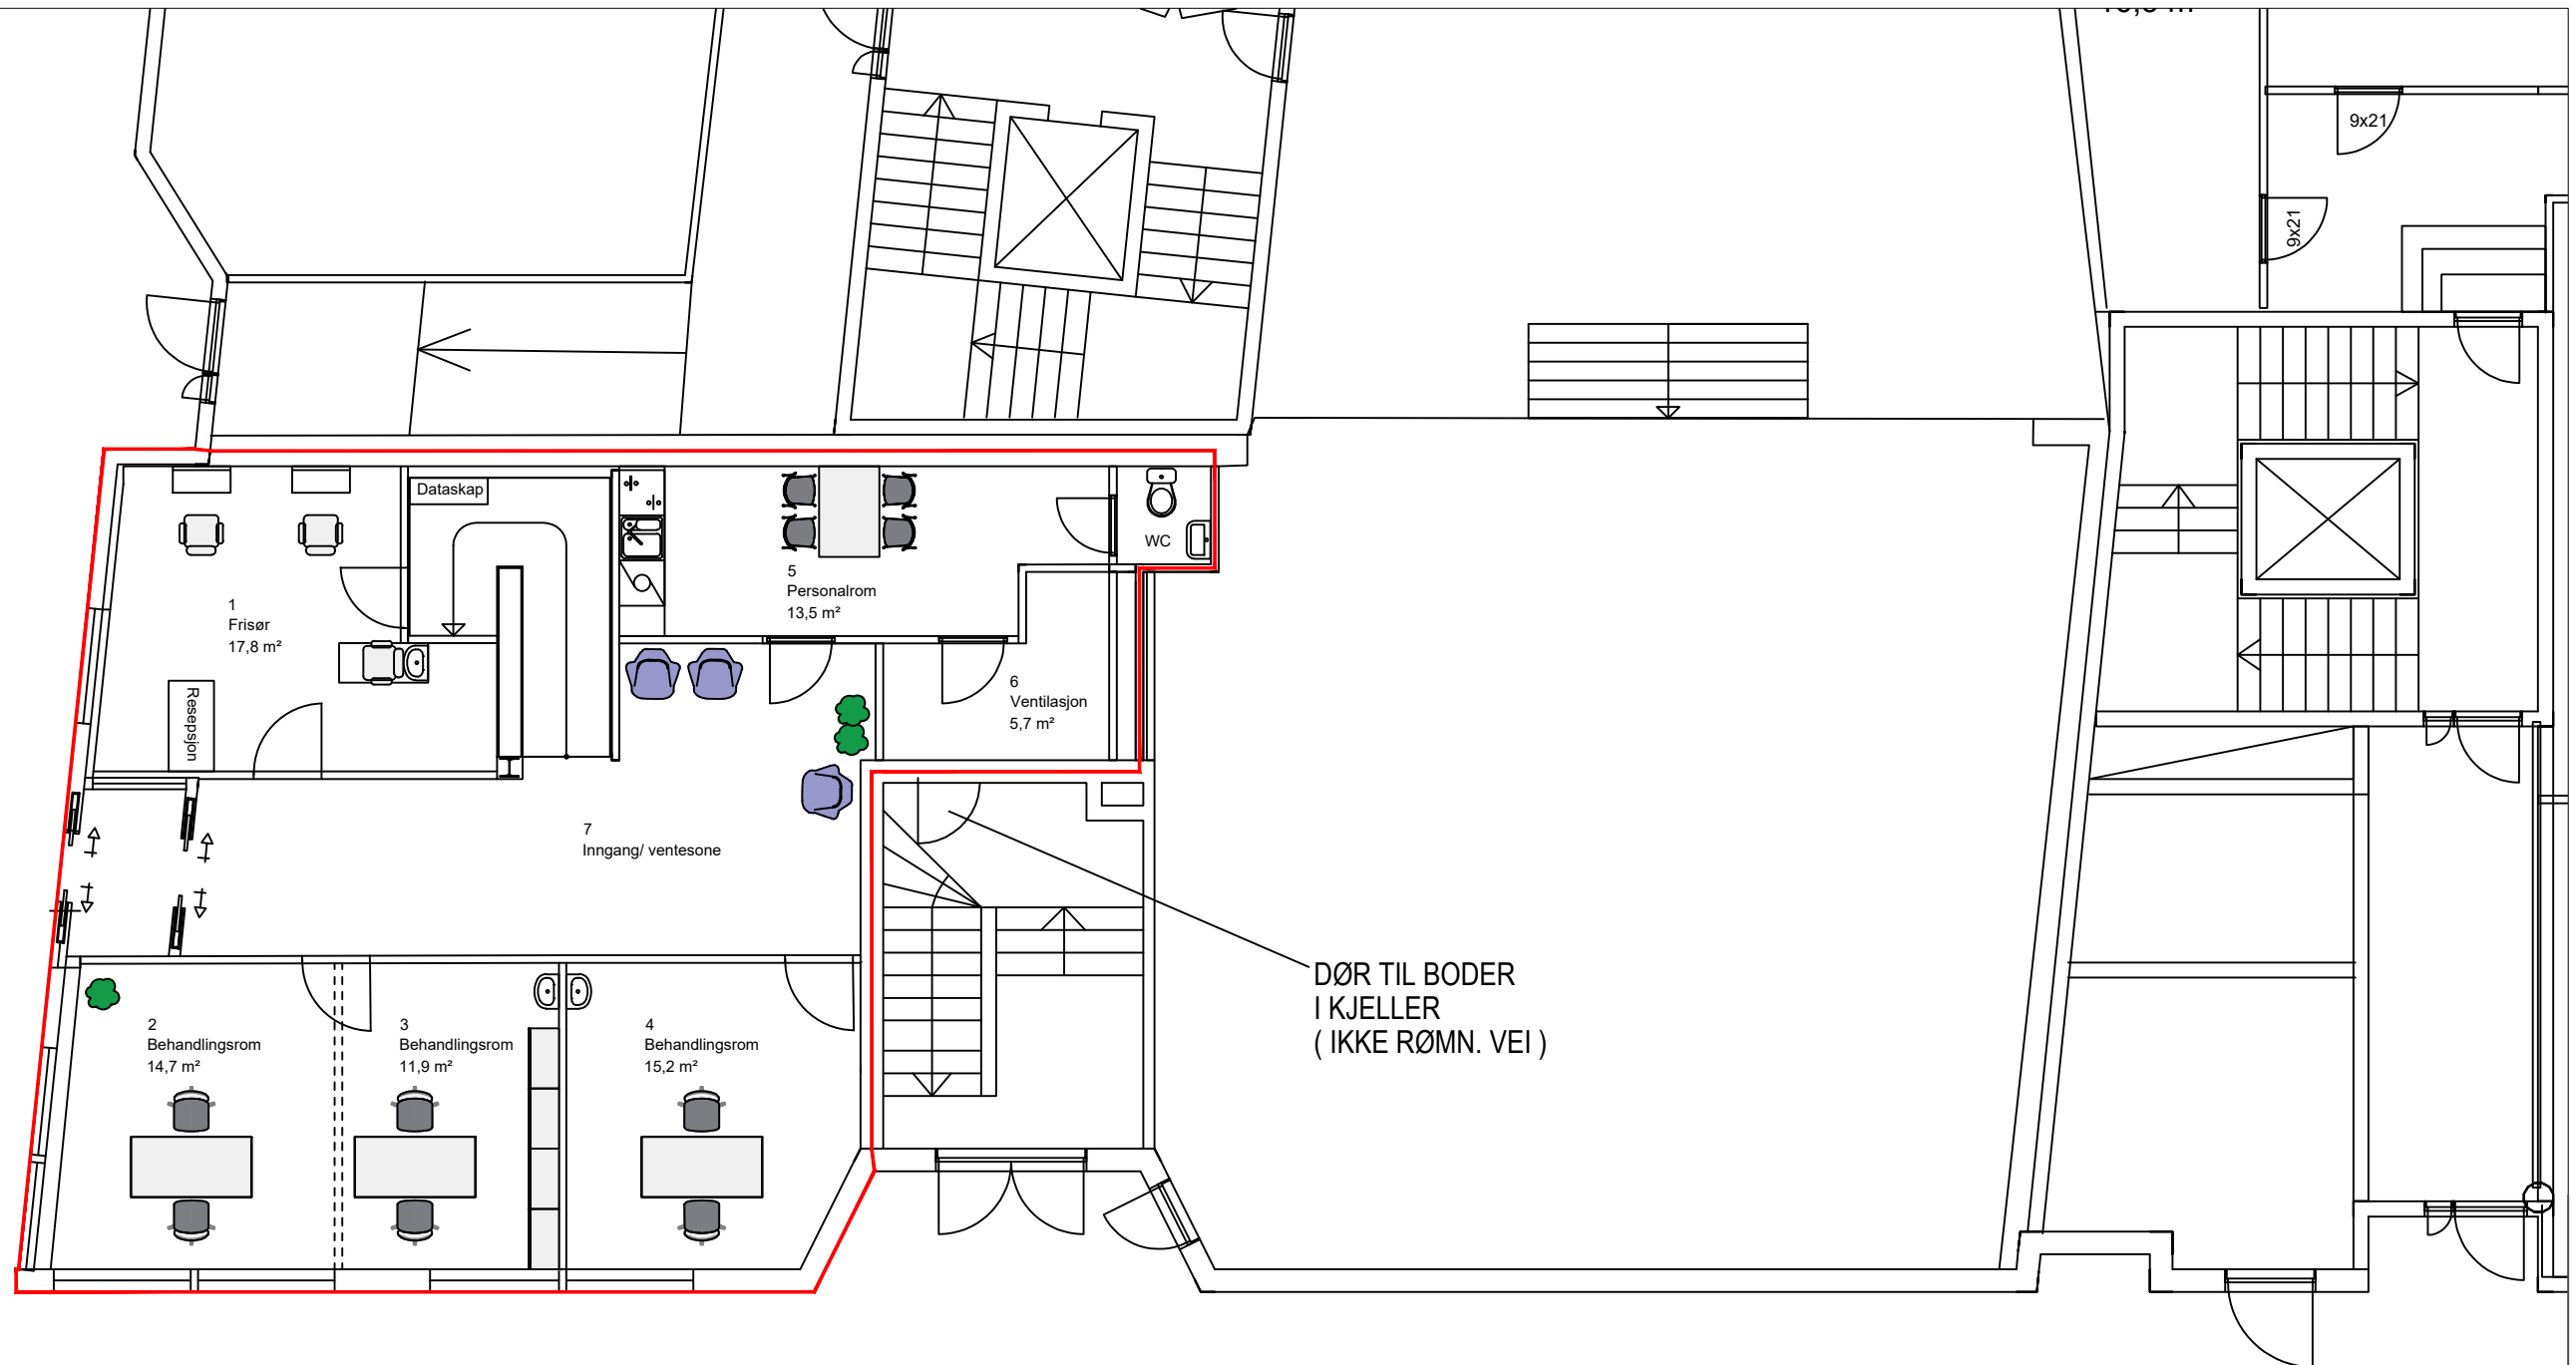 9x21
9x21
Dataskap
WC
5
Personalrom
13,5 m²
1
Frisør
17,8 m²
Resepsjon
6
Ventilasjon
5,7 m²
7
Inngang/ ventesone
DØR TIL BODER
I KJELLER
( IKKE RØMN. VEI )
2
Behandlingsrom
14,7 m²
3
Behandlingsrom
11,9 m²
4
Behandlingsrom
15,2 m²